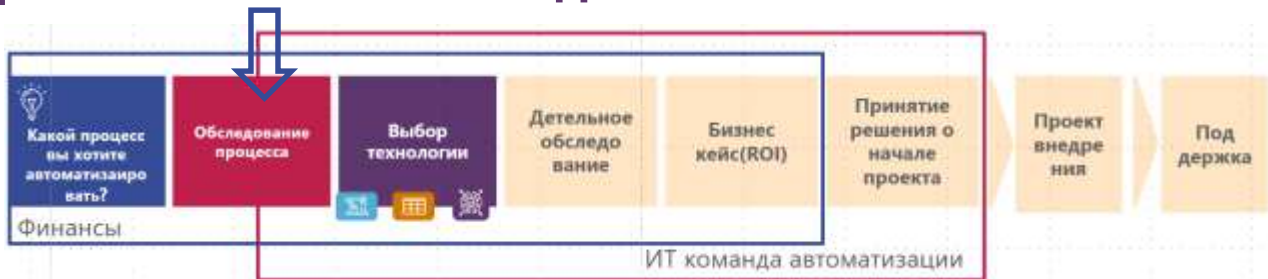 Какой процесс
вы хотите
автоматизаиро
вать?
Обследование
процесса
Выбор
технологии
Детельное
обследо
вание
Бизнес
кейс(ROI)
Принятие
решения о
начале
проекта
Проект
внедре
ния
Под
держка
Финансы
ИТ команда автоматизации